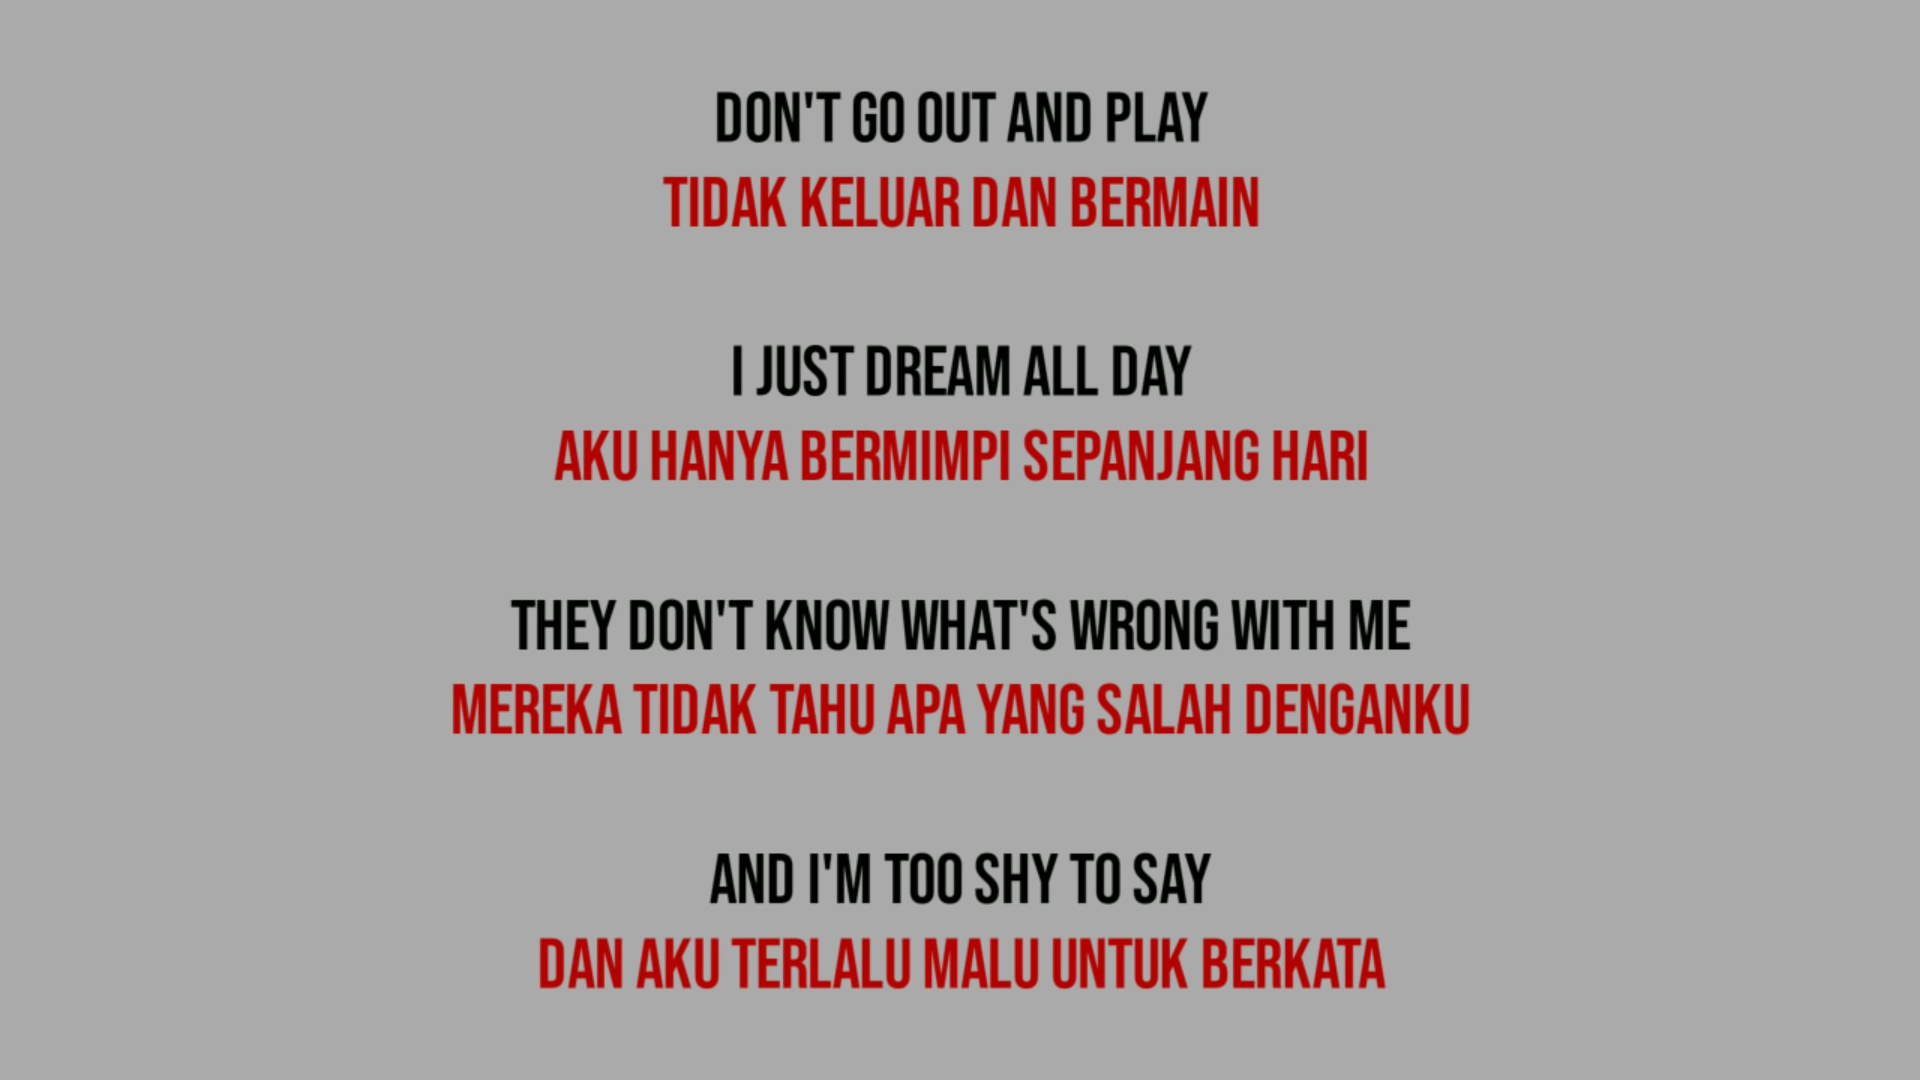 DON'T GO OUT AND PLAY
TIDAK KELUAR DAN BERMAIN
I JUST DREAM ALL DAY
AKU HANYA BERMIMPI SEPANJANG HARI
THEY DON'T KNOW WHAT'S WRONG WITH ME
MEREKA TIDAK TAHU APA YANG SALAH DENGANKU
AND I'M TOO SHY TO SAY
DAN AKU TERLALU MALU UNTUK BERKATA